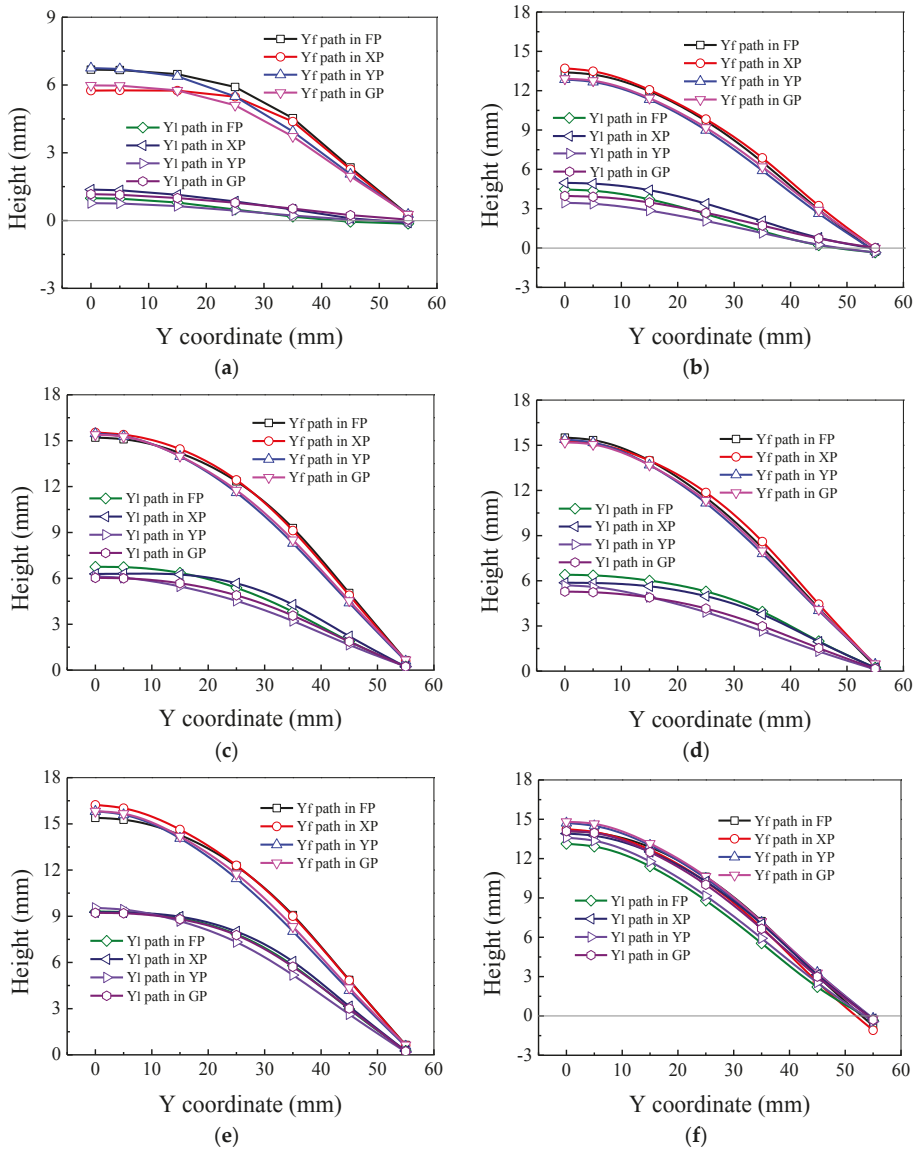 9
6
3
0
-3
Height (mm)
Yf path in FP
Yf path in XP
Yf path in YP
Yf path in GP
Yl path in FP
Yl path in XP
Yl path in YP
Yl path in GP
0 10 20 30 40 50 60
Y coordinate (mm)
(a)
18
15
12
9
6
3
0
-3
Height (mm)
Yf path in FP
Yf path in XP
Yf path in YP
Yf path in GP
Yl path in FP
Yl path in XP
Yl path in YP
Yl path in GP
0 10 20 30 40 50 60
Y coordinate (mm)
(b)
18
15
12
9
6
3
0
Height (mm)
Yf path in FP
Yf path in XP
Yf path in YP
Yf path in GP
Yl path in FP
Yl path in XP
Yl path in YP
Yl path in GP
0 10 20 30 40 50 60
Y coordinate (mm)
(c)
18
15
12
9
6
3
0
Height (mm)
Yf path in FP
Yf path in XP
Yf path in YP
Yf path in GP
Yl path in FP
Yl path in XP
Yl path in YP
Yl path in GP
0 10 20 30 40 50 60
Y coordinate (mm)
(d)
18
15
12
9
6
3
0
Height (mm)
Yf path in FP
Yf path in XP
Yf path in YP
Yf path in GP
Yl path in FP
Yl path in XP
Yl path in YP
Yl path in GP
0 10 20 30 40 50 60
Y coordinate (mm)
(e)
18
15
12
9
6
3
0
-3
Height (mm)
Yf path in FP
Yf path in XP
Yf path in YP
Yf path in GP
Yl path in FP
Yl path in XP
Yl path in YP
Yl path in GP
0 10 20 30 40 50 60
Y coordinate (mm)
(f)